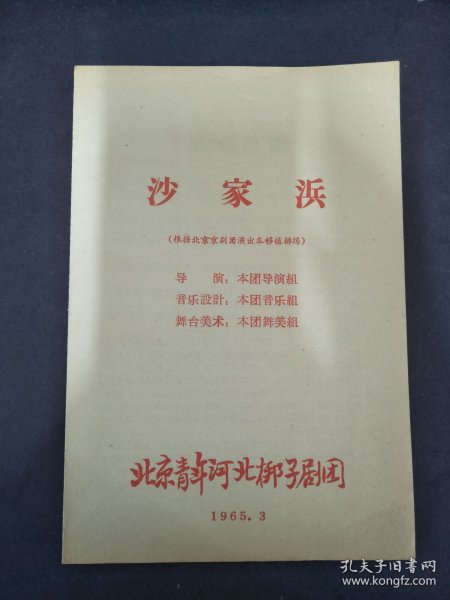 沙家浜
(根据北京京剧团演出本移植排练)
导演：本团导演組
音乐設計：本团音乐組
舞台美术：本团舞美組
北京青年河北梆子剧团
1965.3
孔夫子旧书网
www.kongfz.com